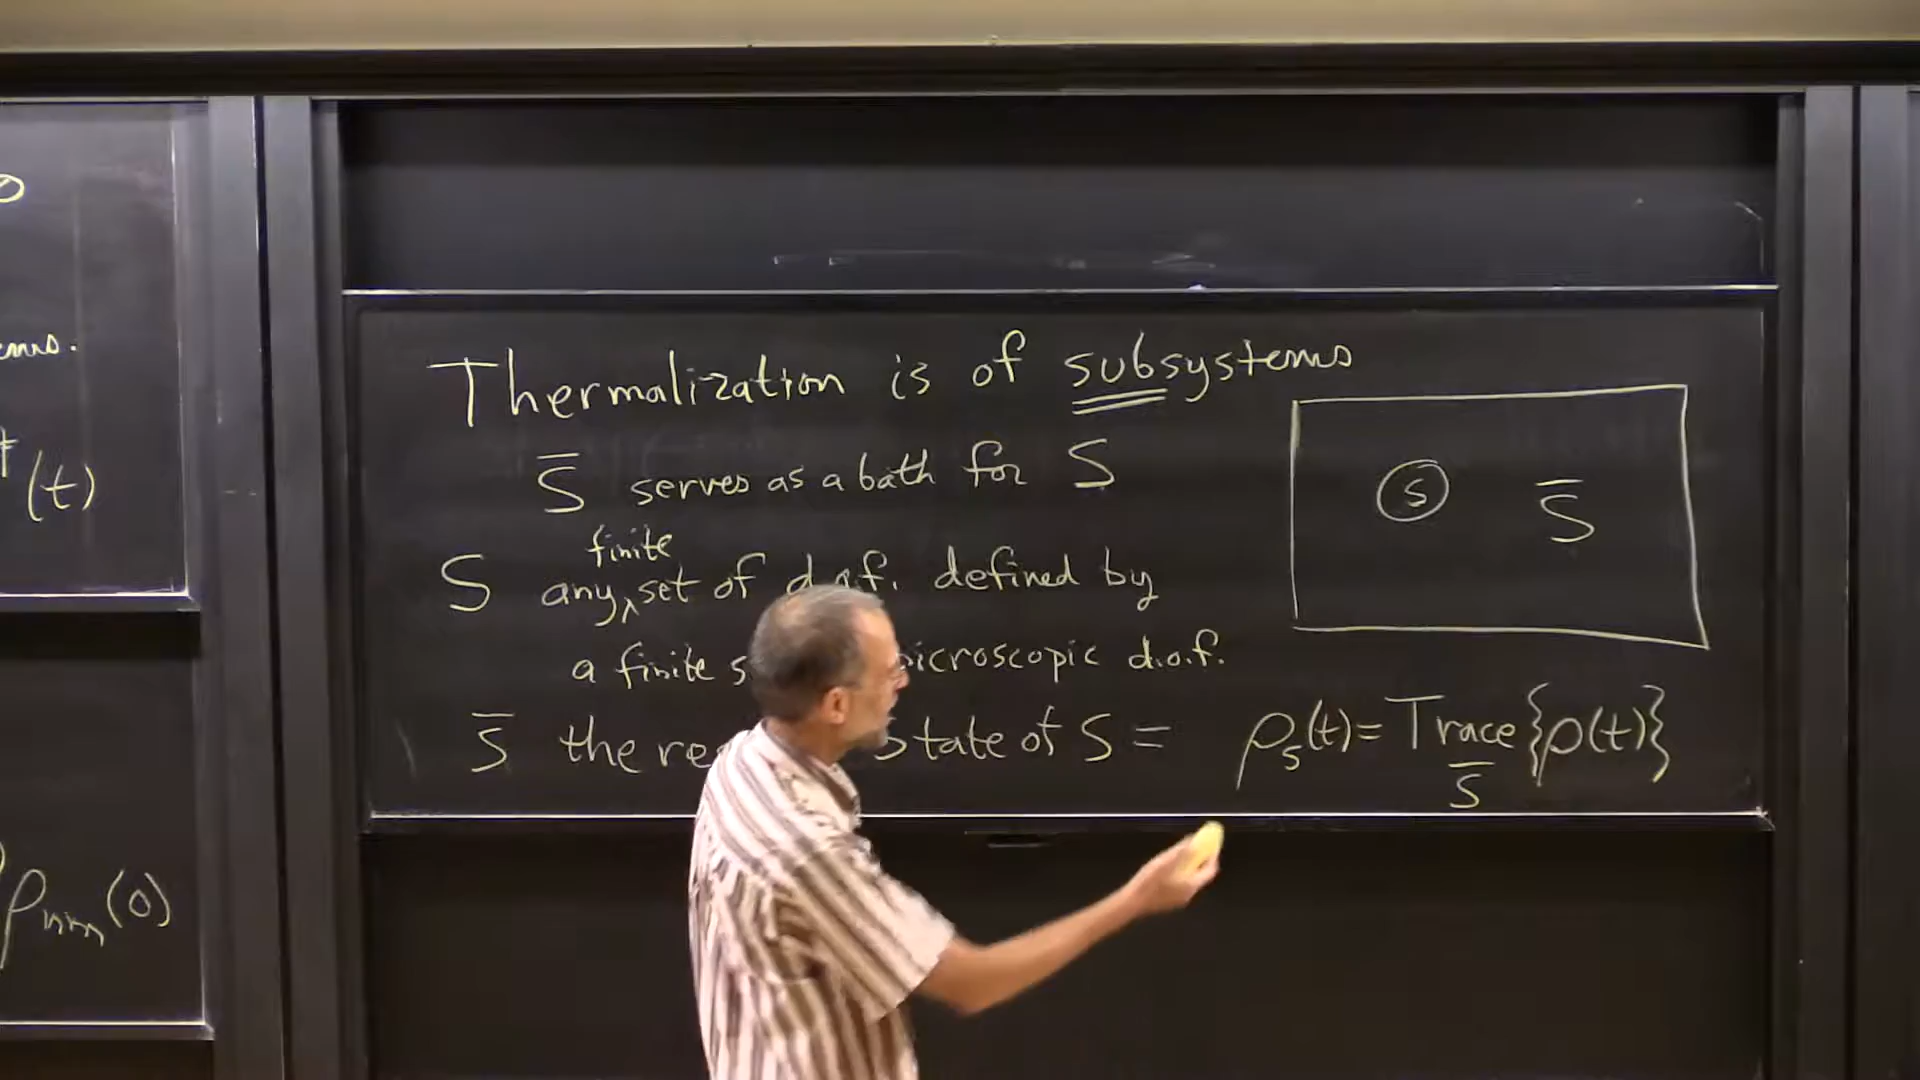 (t)
ρnm(0)
Thermalization is of subsystems
S̄ serves as a bath for S
finite
S any‸set of d.o.f. defined by
a finite microscopic d.o.f.
S̄ the state of S = ρS(t) = Trace {ρ(t)}
S̄
S S̄